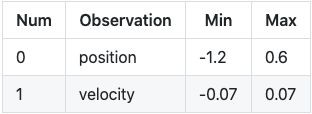 Num Observation Min Max
0 position -1.2 0.6
1 velocity -0.07 0.07